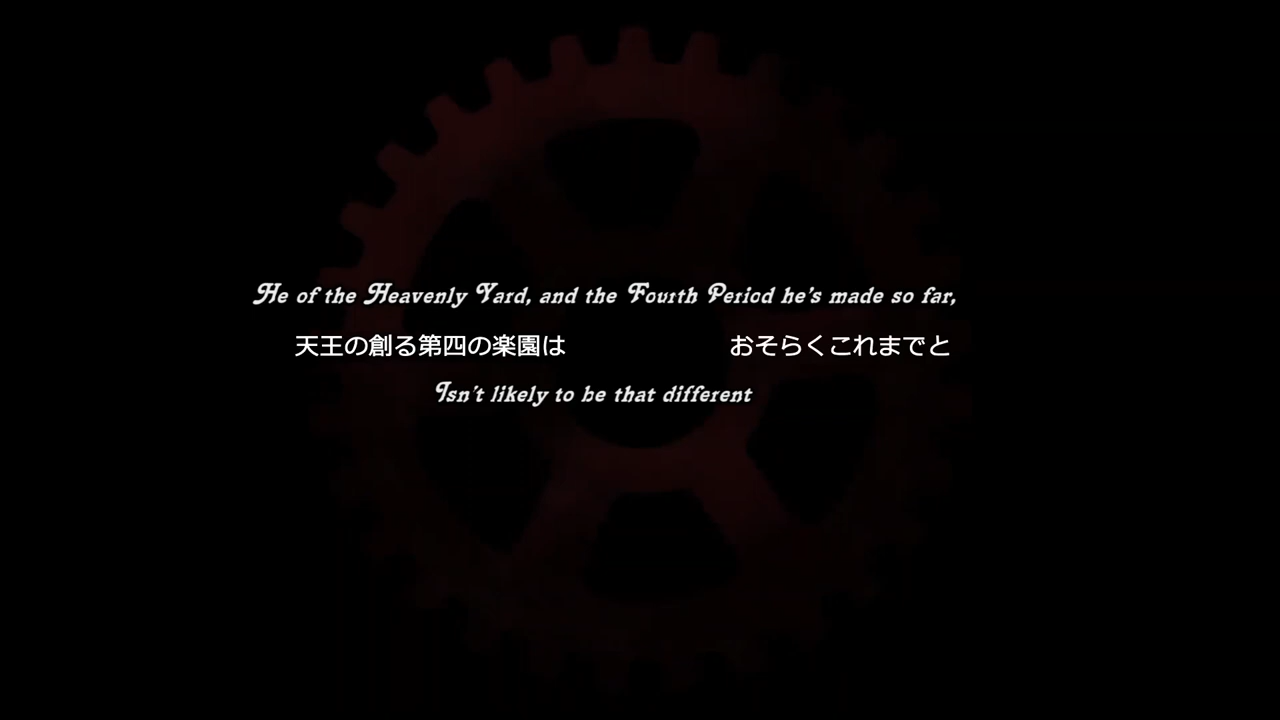 He of the Heavenly Yard, and the Fourth Period he's made so far,
天王の創る第四の楽園は おそらくこれまでと
Isn't likely to be that different